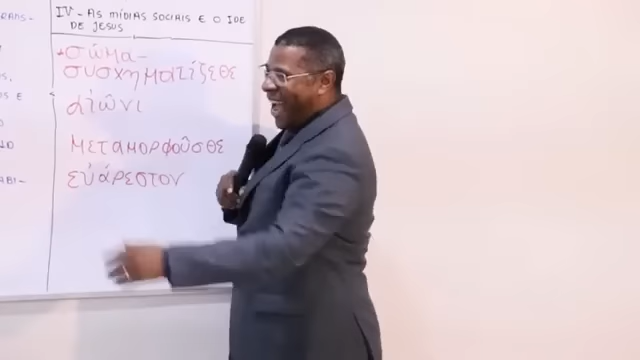 IV - AS MÍDIAS SOCIAIS E O IDE
DE JESUS
σῶμα -
συσχηματίζεσθε
αἰῶνι
μεταμορφοῦσθε
εὐάρεστον